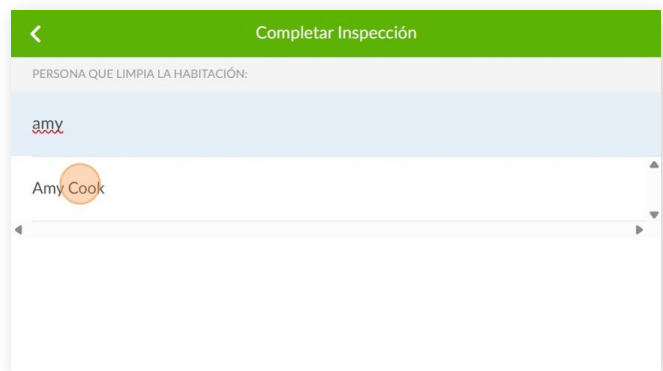 Completar Inspección
PERSONA QUE LIMPIA LA HABITACIÓN:
amy
Amy Cook